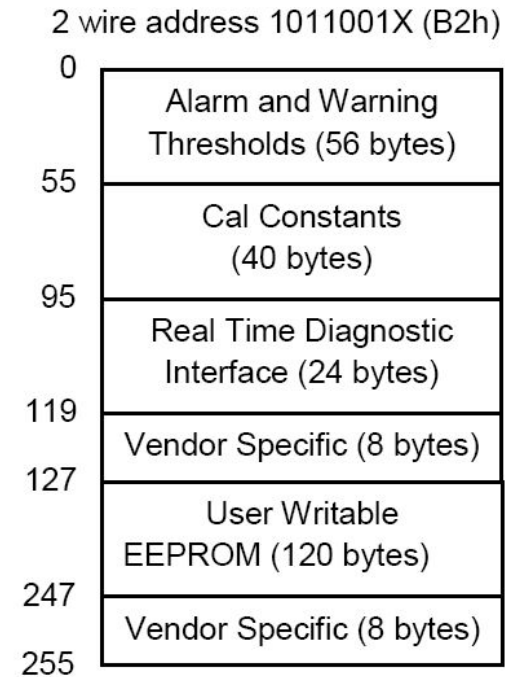 2 wire address 1011001X (B2h)
0
Alarm and Warning
Thresholds (56 bytes)
55
Cal Constants
(40 bytes)
95
Real Time Diagnostic
Interface (24 bytes)
119
Vendor Specific (8 bytes)
127
User Writable
EEPROM (120 bytes)
247
Vendor Specific (8 bytes)
255